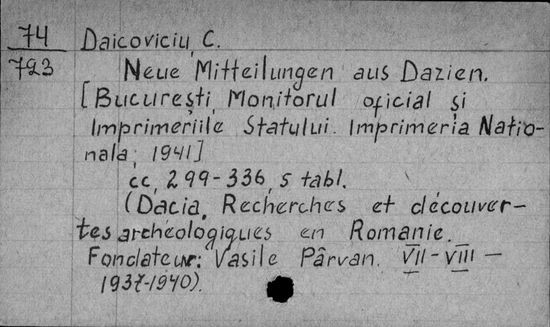 74
Daicoviciu, C.
723
Neue Mitteilungen aus Dazien.
[București, Monitorul oficial și
Imprimeriile Statului. Imprimeria Natio-
nala, 1941]
cc, 299-336, 5 tabl.
(Dacia, Recherches et découver-
tes archéologiques en Romanie.
Fondateur: Vasile Pârvan. VII-VIII –
1937-1940).